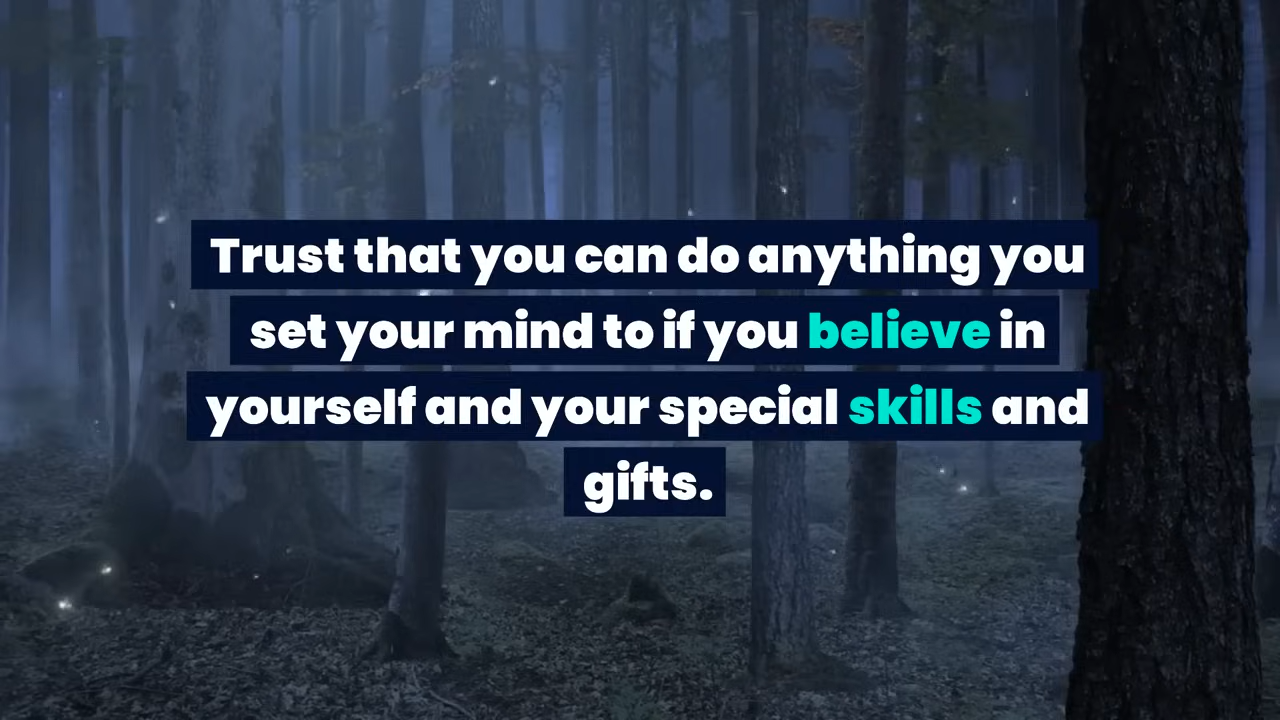 Trust that you can do anything you
set your mind to if you believe in
yourself and your special skills and
gifts.